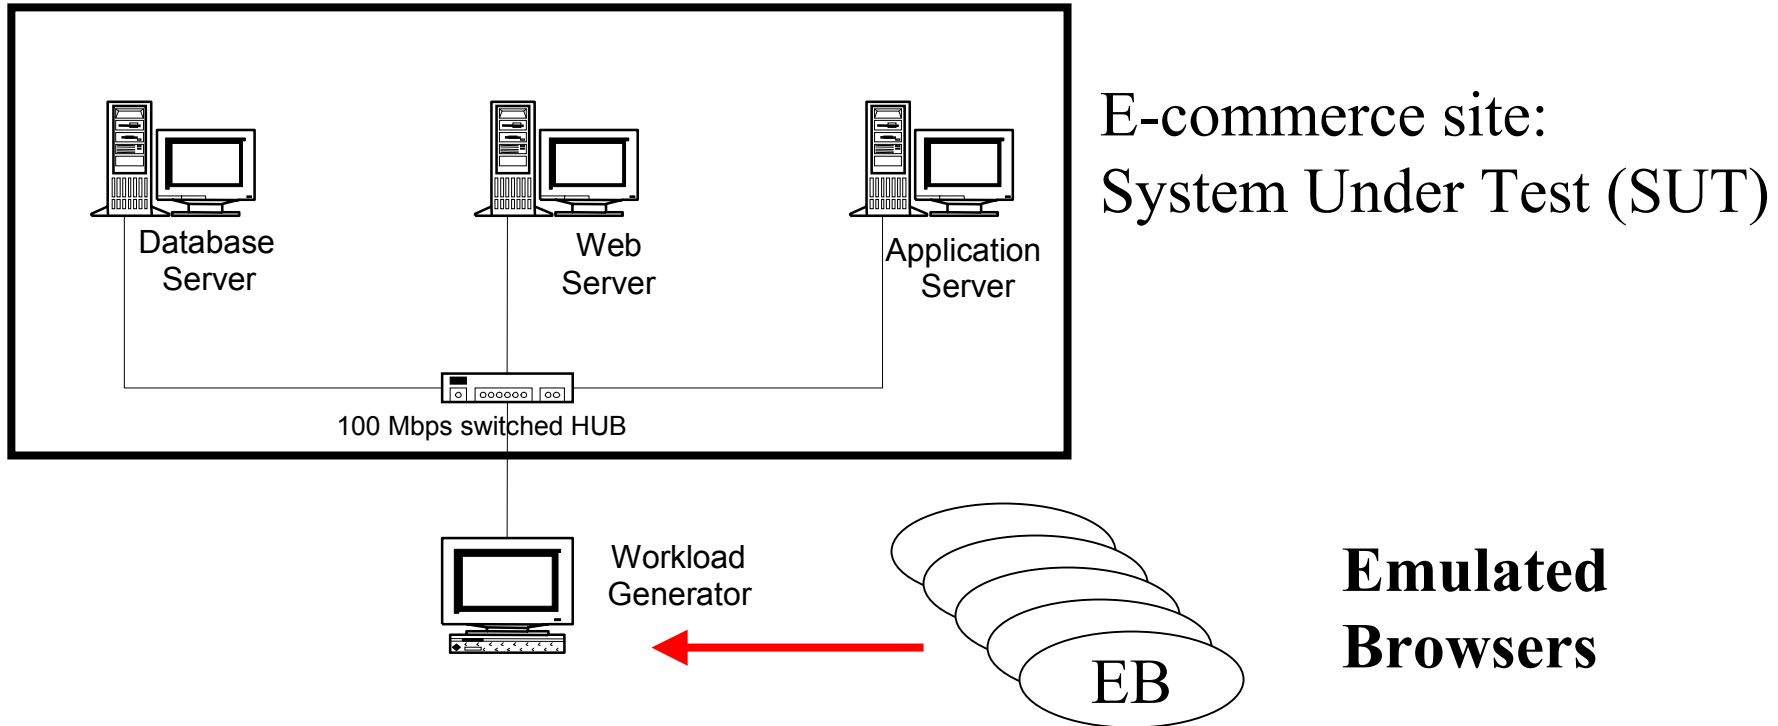 E-commerce site:
System Under Test (SUT)
Database
Server
Web
Server
Application
Server
100 Mbps switched HUB
Workload
Generator
EB
Emulated
Browsers